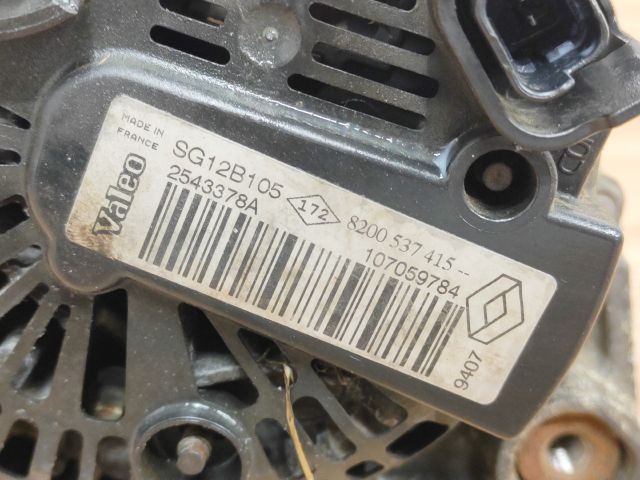 MADE IN
FRANCE
Valeo
SG12B105
2543378A
172
8200 537 415 --
107059784
9407